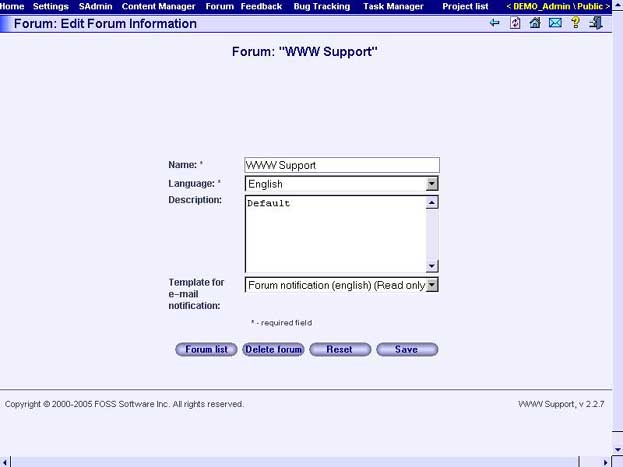 Home Settings SAdmin Content Manager Forum Feedback Bug Tracking Task Manager Project list < DEMO_Admin \ Public >
Forum: Edit Forum Information
Forum: "WWW Support"
Name: * WWW Support
Language: * English
Description: Default
Template for e-mail notification: Forum notification (english) (Read only
* - required field
Forum list Delete forum Reset Save
Copyright © 2000-2005 FOSS Software Inc. All rights reserved. WWW Support, v 2.2.7